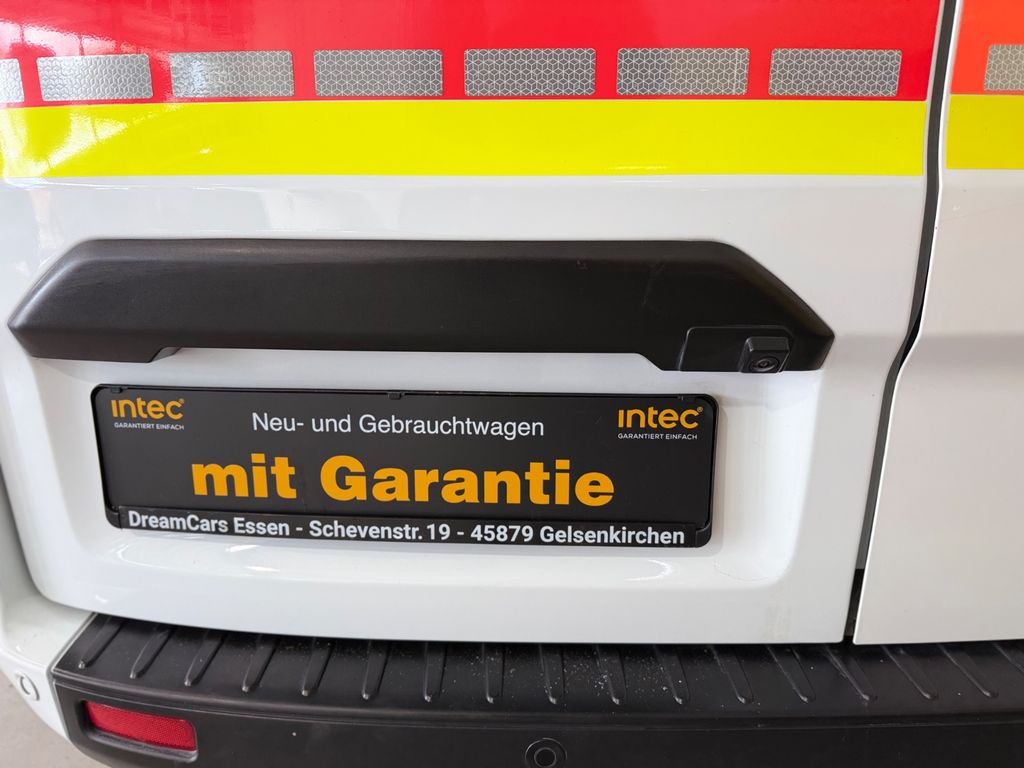 intec®
GARANTIERT EINFACH
Neu- und Gebrauchtwagen
intec®
GARANTIERT EINFACH
mit Garantie
DreamCars Essen - Schevenstr. 19 - 45879 Gelsenkirchen